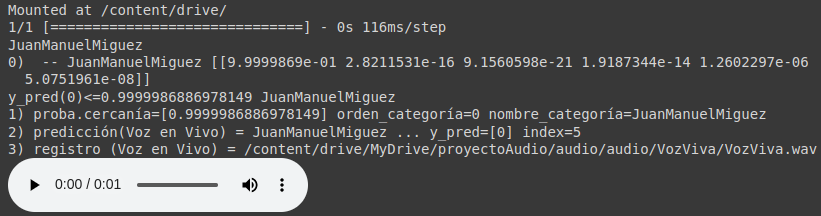 Mounted at /content/drive/
1/1 [==============================] - 0s 116ms/step
JuanManuelMiguez
0)  -- JuanManuelMiguez [[9.9999869e-01 2.8211531e-16 9.1560598e-21 1.9187344e-14 1.2602297e-06
  5.0751961e-08]]
y_pred(0)<=0.9999986886978149 JuanManuelMiguez
1) proba.cercanía=[0.9999986886978149] orden_categoría=0 nombre_categoría=JuanManuelMiguez
2) predicción(Voz en Vivo) = JuanManuelMiguez ... y_pred=[0] index=5
3) registro (Voz en Vivo) = /content/drive/MyDrive/proyectoAudio/audio/audio/VozViva/VozViva.wav
0:00 / 0:01